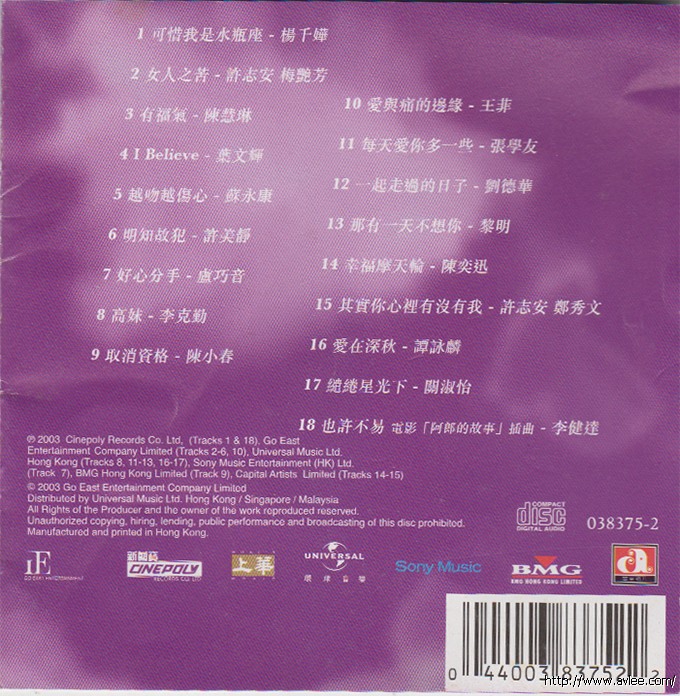 1 可惜我是水瓶座 - 楊千嬅
2 女人之苦 - 許志安 梅艷芳
3 有福氣 - 陳慧琳
4 I Believe - 葉文輝
5 越吻越傷心 - 蘇永康
6 明知故犯 - 許美靜
7 好心分手 - 盧巧音
8 高妹 - 李克勤
9 取消資格 - 陳小春
10 愛與痛的邊緣 - 王菲
11 每天愛你多一些 - 張學友
12 一起走過的日子 - 劉德華
13 那有一天不想你 - 黎明
14 幸福摩天輪 - 陳奕迅
15 其實你心裡有沒有我 - 許志安 鄭秀文
16 愛在深秋 - 譚詠麟
17 繾綣星光下 - 關淑怡
18 也許不易 電影「阿郎的故事」插曲 - 李健達
℗ 2003 Cinepoly Records Co. Ltd, (Tracks 1 & 18), Go East
Entertainment Company Limited (Tracks 2-6, 10), Universal Music Ltd.
Hong Kong (Tracks 8, 11-13, 16-17), Sony Music Entertainment (HK) Ltd.
(Track 7), BMG Hong Kong Limited (Track 9), Capital Artists Limited (Tracks 14-15)
© 2003 Go East Entertainment Company Limited
Distributed by Universal Music Ltd. Hong Kong / Singapore / Malaysia
All Rights of the Producer and the owner of the work reproduced reserved.
Unauthorized copying, hiring, lending, public performance and broadcasting of this disc prohibited.
Manufactured and printed in Hong Kong.
COMPACT
disc
DIGITAL AUDIO
038375-2
新藝寶
CINEPOLY
RECORDS CO. LTD
上華
UNIVERSAL
環球音樂
Sony Music
BMG
BMG HONG KONG LIMITED
0 44003 83752 2
http://www.aviee.com/